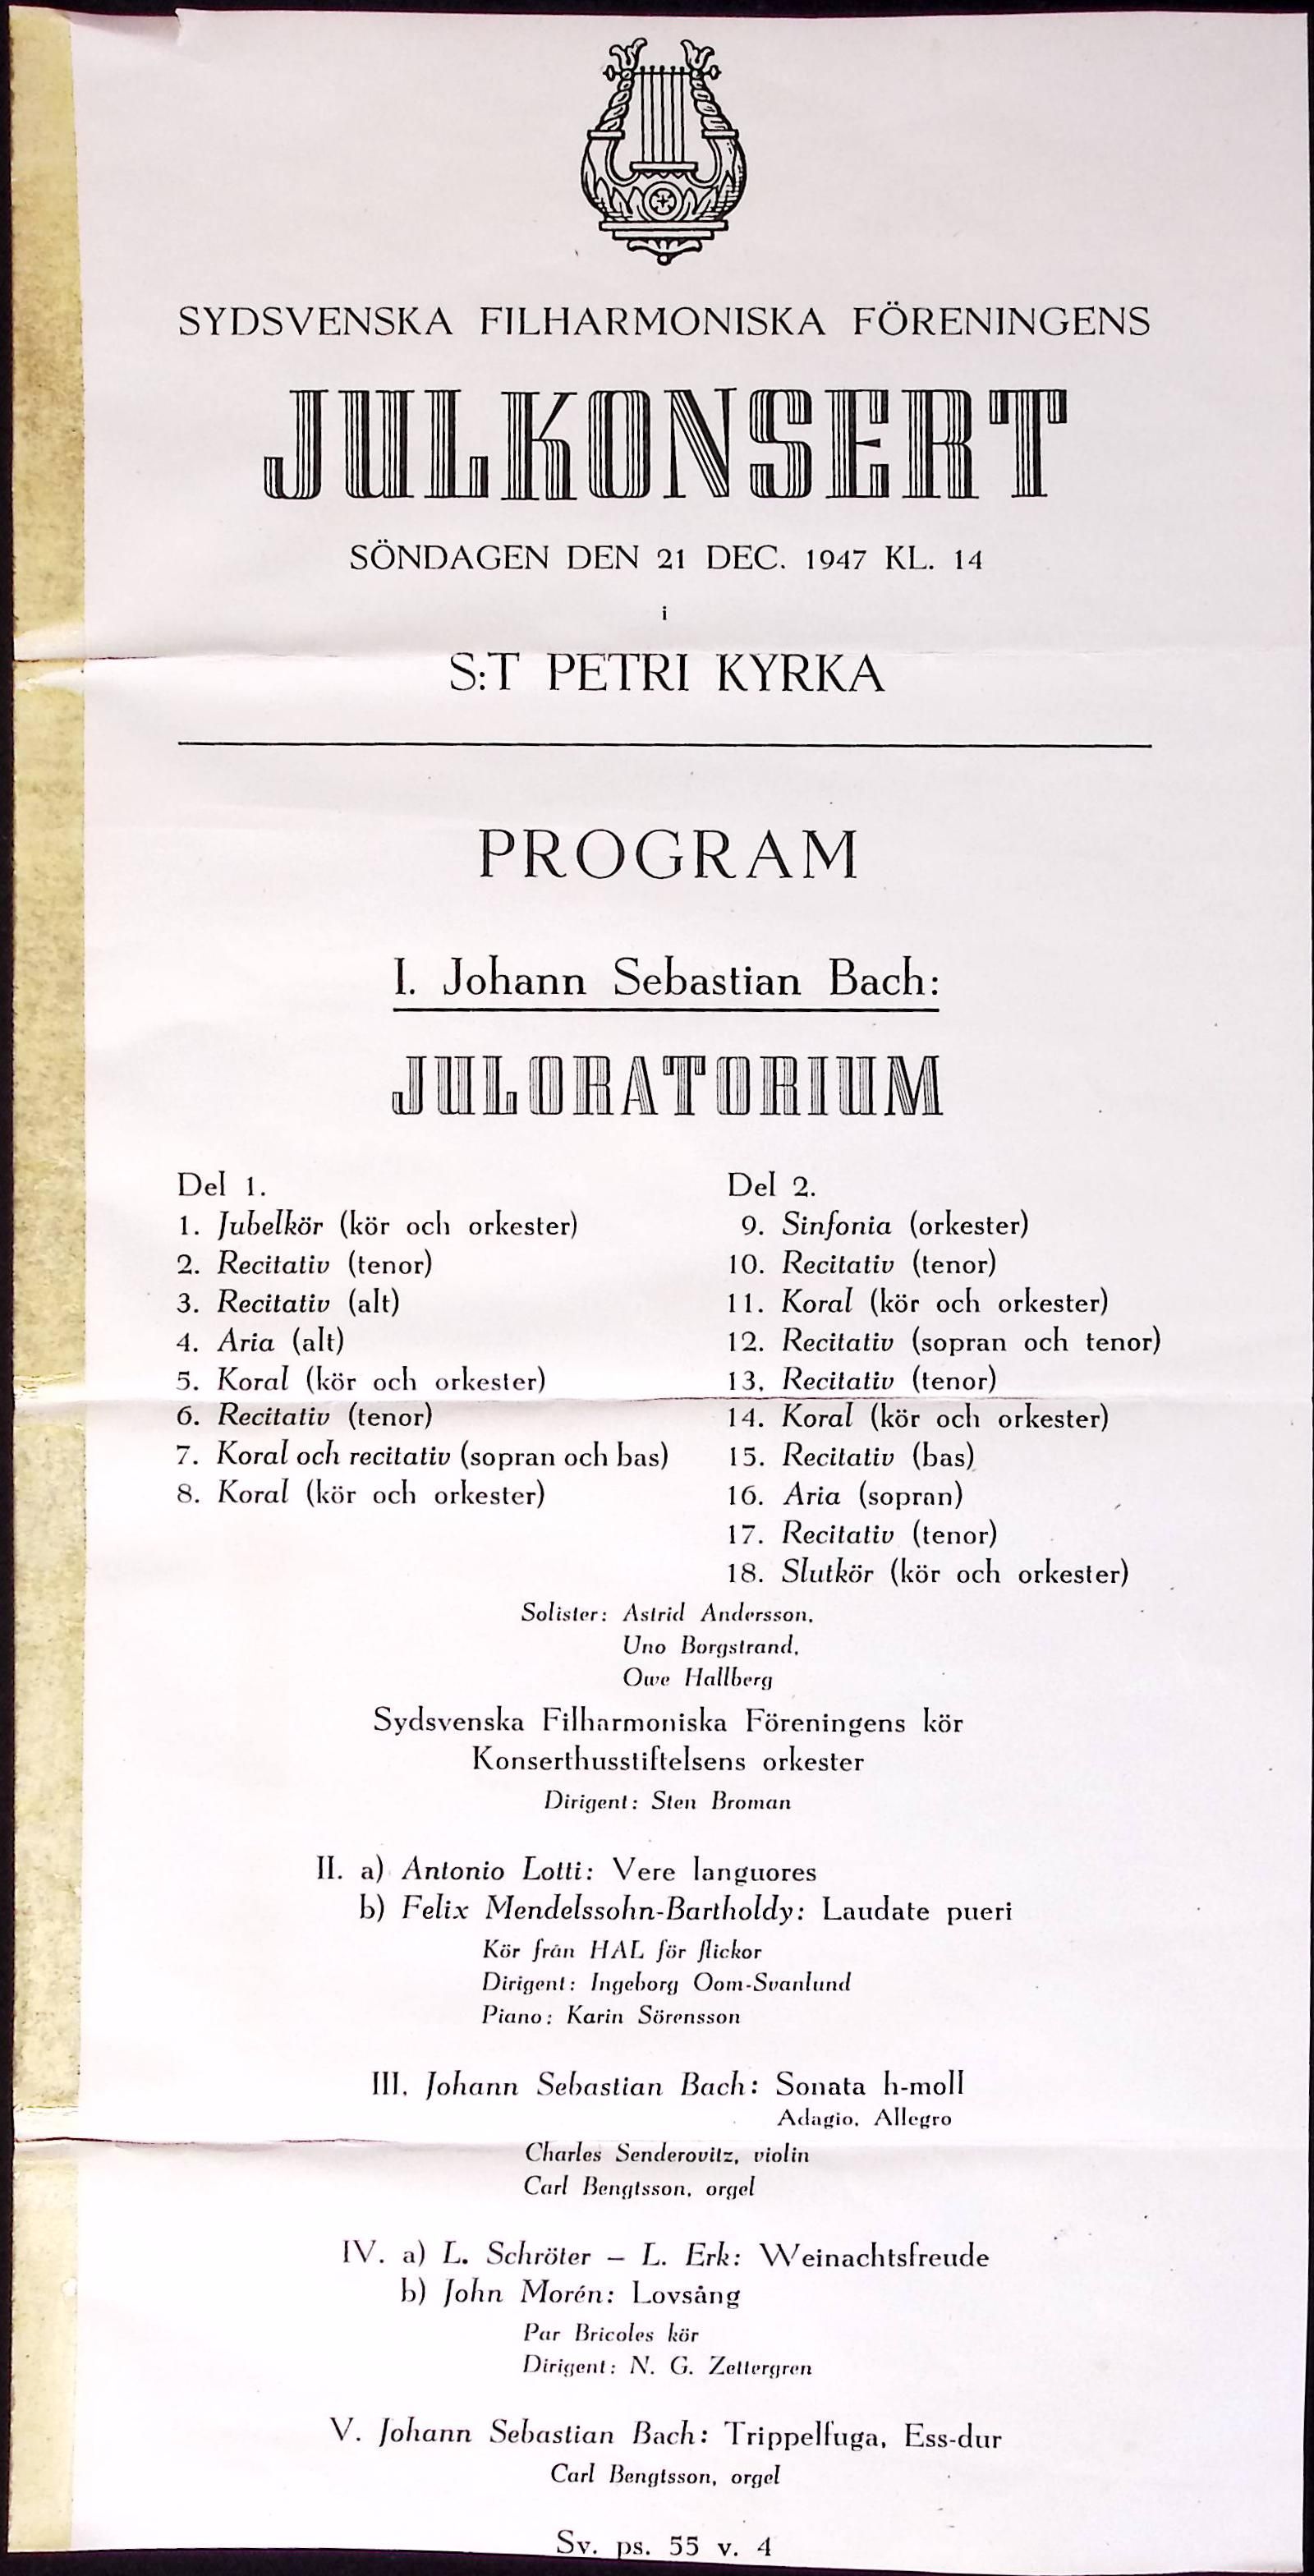 SYDSVENSKA FILHARMONISKA FÖRENINGENS
JULKONSERT
SÖNDAGEN DEN 21 DEC. 1947 KL. 14
i
S:T PETRI KYRKA
PROGRAM
I. Johann Sebastian Bach:
JULORATORIUM
Del 1.
1. Jubelkör (kör och orkester)
2. Recitativ (tenor)
3. Recitativ (alt)
4. Aria (alt)
5. Koral (kör och orkester)
6. Recitativ (tenor)
7. Koral och recitativ (sopran och bas)
8. Koral (kör och orkester)
Del 2.
9. Sinfonia (orkester)
10. Recitativ (tenor)
11. Koral (kör och orkester)
12. Recitativ (sopran och tenor)
13. Recitativ (tenor)
14. Koral (kör och orkester)
15. Recitativ (bas)
16. Aria (sopran)
17. Recitativ (tenor)
18. Slutkör (kör och orkester)
Solister: Astrid Andersson,
Uno Borgstrand,
Owe Hallberg
Sydsvenska Filharmoniska Föreningens kör
Konserthusstiftelsens orkester
Dirigent: Sten Broman
II. a) Antonio Lotti: Vere languores
b) Felix Mendelssohn-Bartholdy: Laudate pueri
Kör från HAL för flickor
Dirigent: Ingeborg Oom-Svanlund
Piano: Karin Sörensson
III. Johann Sebastian Bach: Sonata h-moll
Adagio, Allegro
Charles Senderovitz, violin
Carl Bengtsson, orgel
IV. a) L. Schröter – L. Erk: Weinachtsfreude
b) John Morén: Lovsång
Par Bricoles kör
Dirigent: N. G. Zettergren
V. Johann Sebastian Bach: Trippelfuga, Ess-dur
Carl Bengtsson, orgel
Sv. ps. 55 v. 4